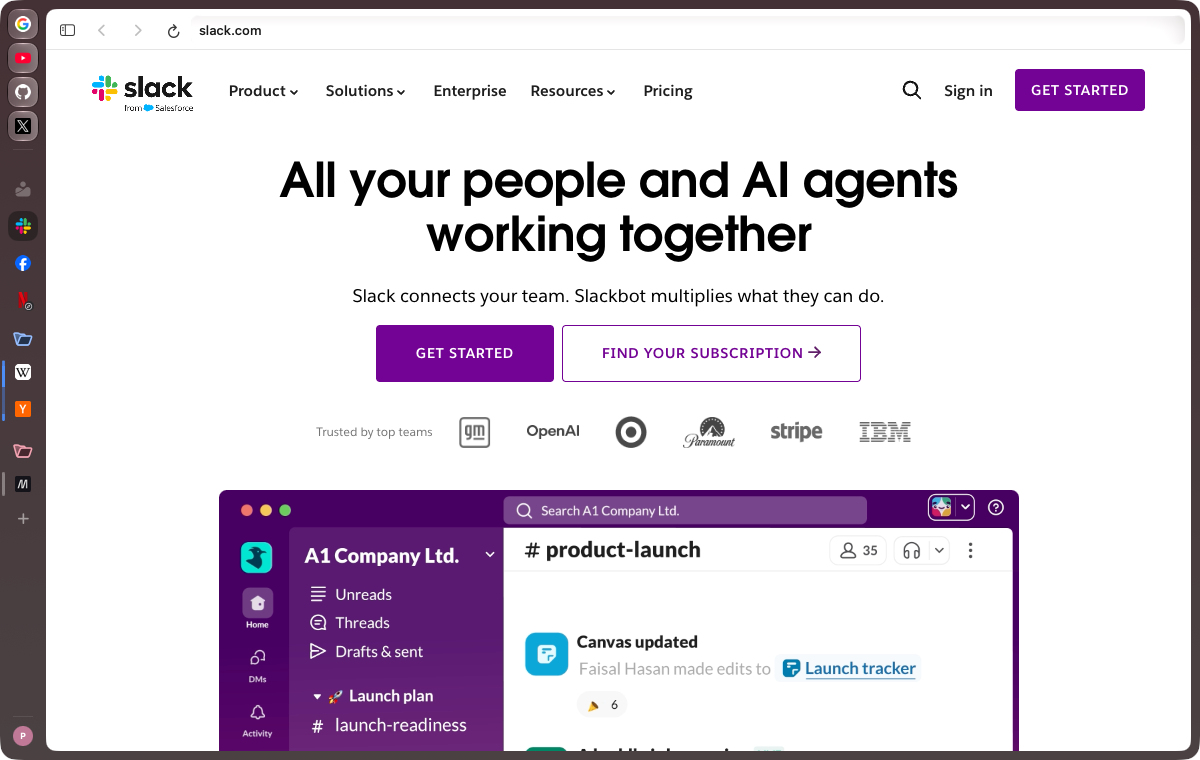 slack.com
slack
from Salesforce
Product
Solutions
Enterprise
Resources
Pricing
Sign in
GET STARTED
All your people and AI agents
working together
Slack connects your team. Slackbot multiplies what they can do.
GET STARTED
FIND YOUR SUBSCRIPTION →
Trusted by top teams
gm
OpenAI
Paramount
stripe
IBM
Search A1 Company Ltd.
A1 Company Ltd.
# product-launch
35
Home
Unreads
Threads
Drafts & sent
DMs
Launch plan
# launch-readiness
Activity
Canvas updated
Faisal Hasan made edits to Launch tracker
6
W
Y
M
P